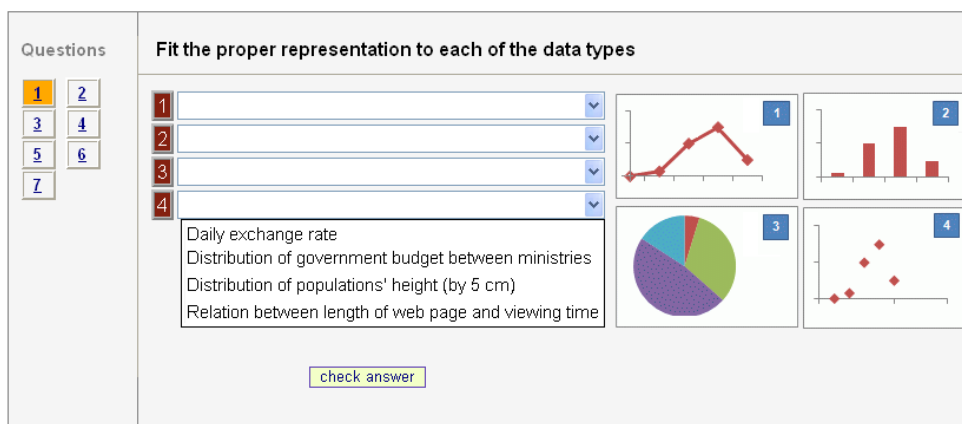 Questions
1 2
3 4
5 6
7
Fit the proper representation to each of the data types
1
2
3
4
Daily exchange rate
Distribution of government budget between ministries
Distribution of populations' height (by 5 cm)
Relation between length of web page and viewing time
check answer
1
2
3
4